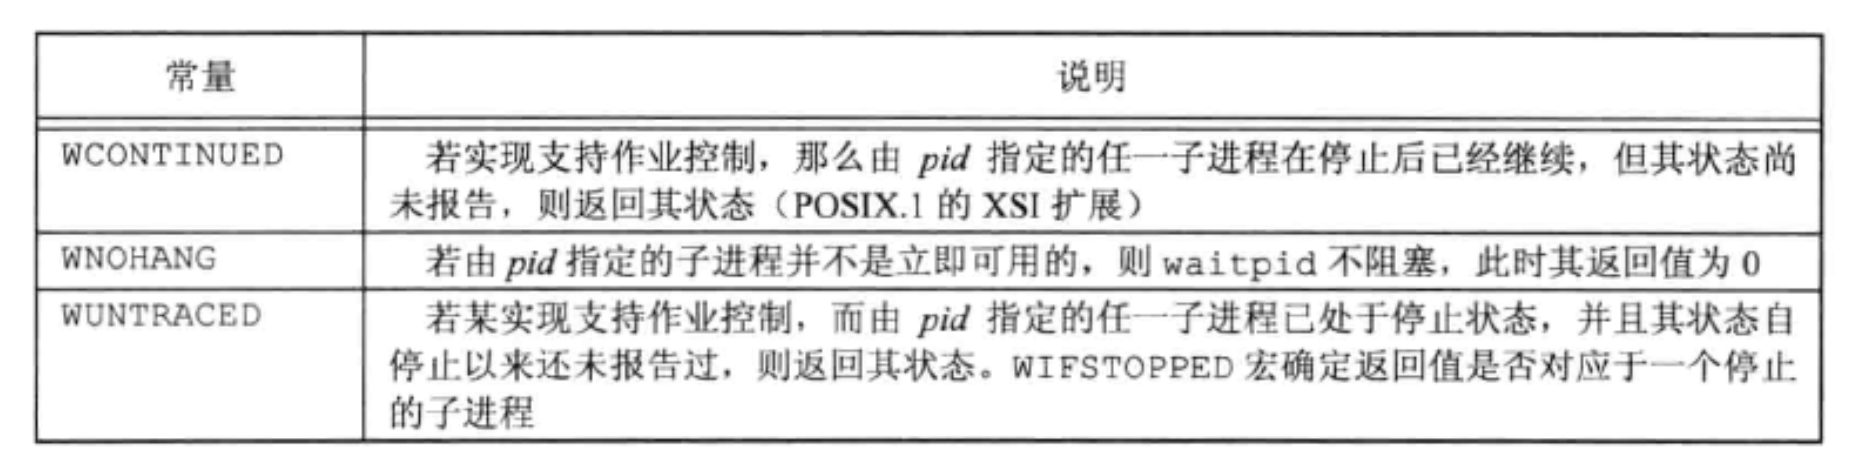 常量 说明
WCONTINUED 若实现支持作业控制，那么由 pid 指定的任一子进程在停止后已经继续，但其状态尚
未报告，则返回其状态（POSIX.1 的 XSI 扩展）
WNOHANG 若由 pid 指定的子进程并不是立即可用的，则 waitpid 不阻塞，此时其返回值为 0
WUNTRACED 若某实现支持作业控制，而由 pid 指定的任一子进程已处于停止状态，并且其状态自
停止以来还未报告过，则返回其状态。WIFSTOPPED 宏确定返回值是否对应于一个停止
的子进程